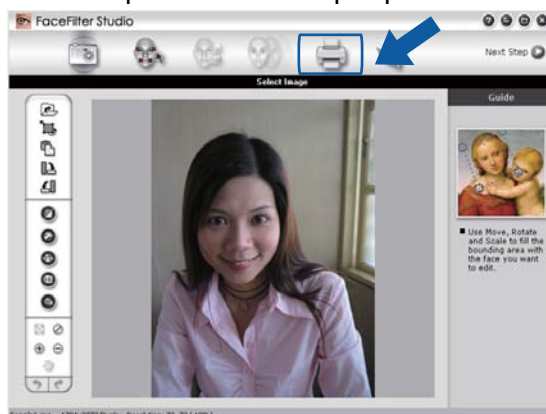 FaceFilter Studio
Next Step
Select Image
Guide
Use Move, Rotate
and Scale to fill the
bounding area with
the face you want
to edit.